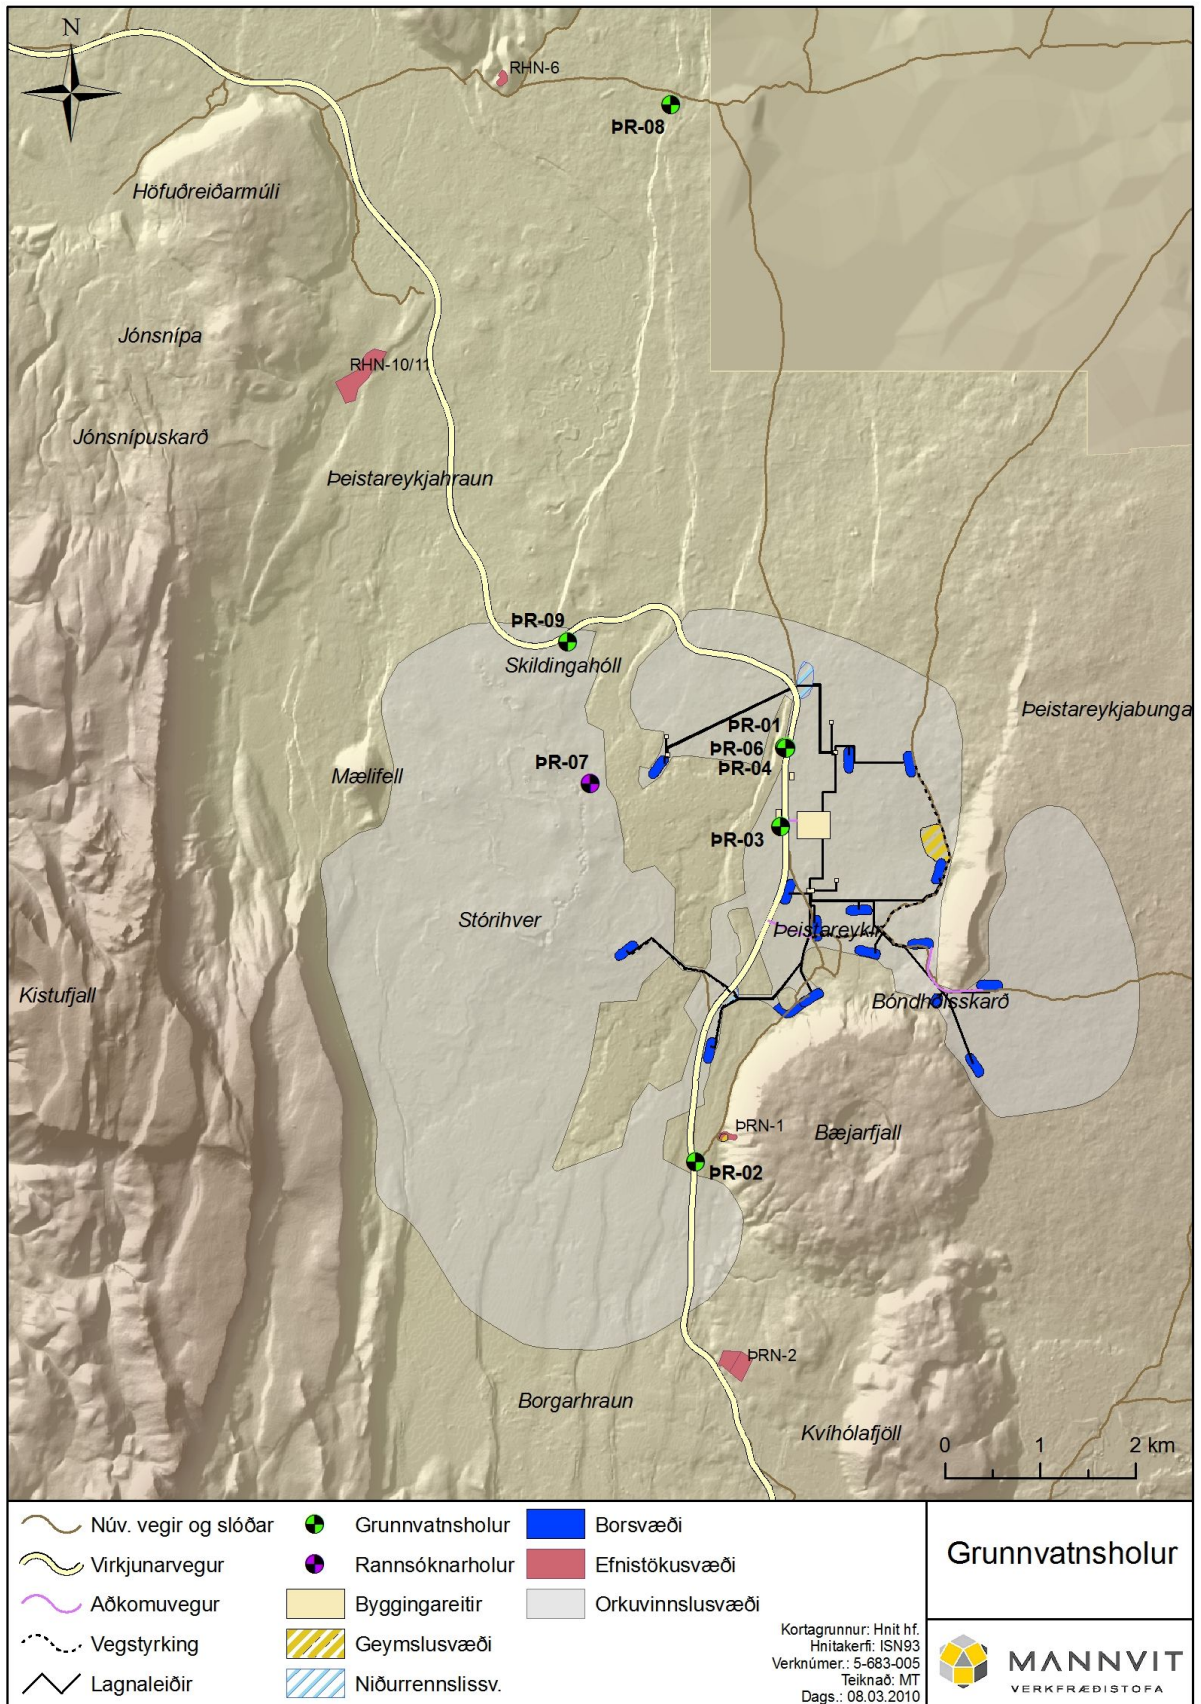 N
RHN-6
ÞR-08
Höfuðreiðarmúli
Jónsnípa
RHN-10/11
Jónsnípuskarð
Þeistareykjahraun
ÞR-09
Skildingahóll
Þeistareykjabunga
ÞR-01
ÞR-06
ÞR-04
ÞR-07
Mælifell
ÞR-03
Stórihver
Þeistareykir
Kistufjall
Bóndhólsskarð
ÞRN-1
Bæjarfjall
ÞR-02
ÞRN-2
Borgarhraun
Kvíhólafjöll
0 1 2 km
Núv. vegir og slóðar
Virkjunarvegur
Aðkomuvegur
Vegstyrking
Lagnaleiðir
Grunnvatnsholur
Rannsóknarholur
Byggingareitir
Geymslusvæði
Niðurrennslissv.
Borsvæði
Efnistökusvæði
Orkuvinnslusvæði
Kortagrunnur: Hnit hf.
Hnitakerfi: ISN93
Verknúmer.: 5-683-005
Teiknað: MT
Dags.: 08.03.2010
Grunnvatnsholur
MANNVIT
VERKFRÆÐISTOFA